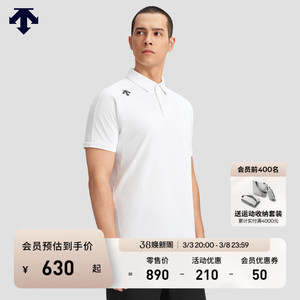 会员前400名
送运动收纳套装
累计实付满4000元
会员预估到手价
¥ 630 起
38焕新周 3/3 20:00 - 3/8 23:59
零售价 活动优惠 会员优惠券
= 890 - 210 - 50